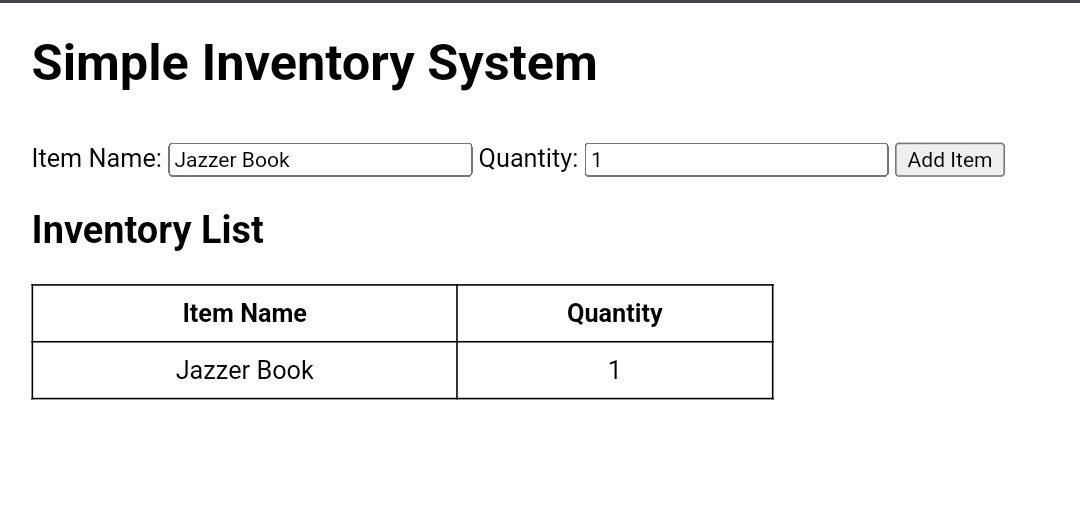 Simple Inventory System
Item Name: Jazzer Book Quantity: 1 Add Item
Inventory List
Item Name Quantity
Jazzer Book 1